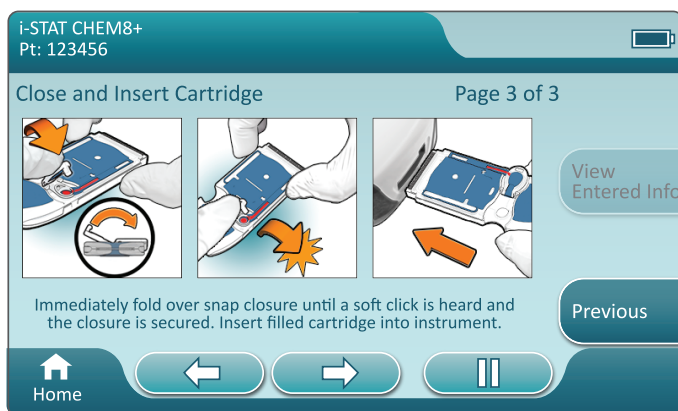 i-STAT CHEM8+
Pt: 123456
Close and Insert Cartridge
Page 3 of 3
View
Entered Info
Immediately fold over snap closure until a soft click is heard and
the closure is secured. Insert filled cartridge into instrument.
Previous
Home